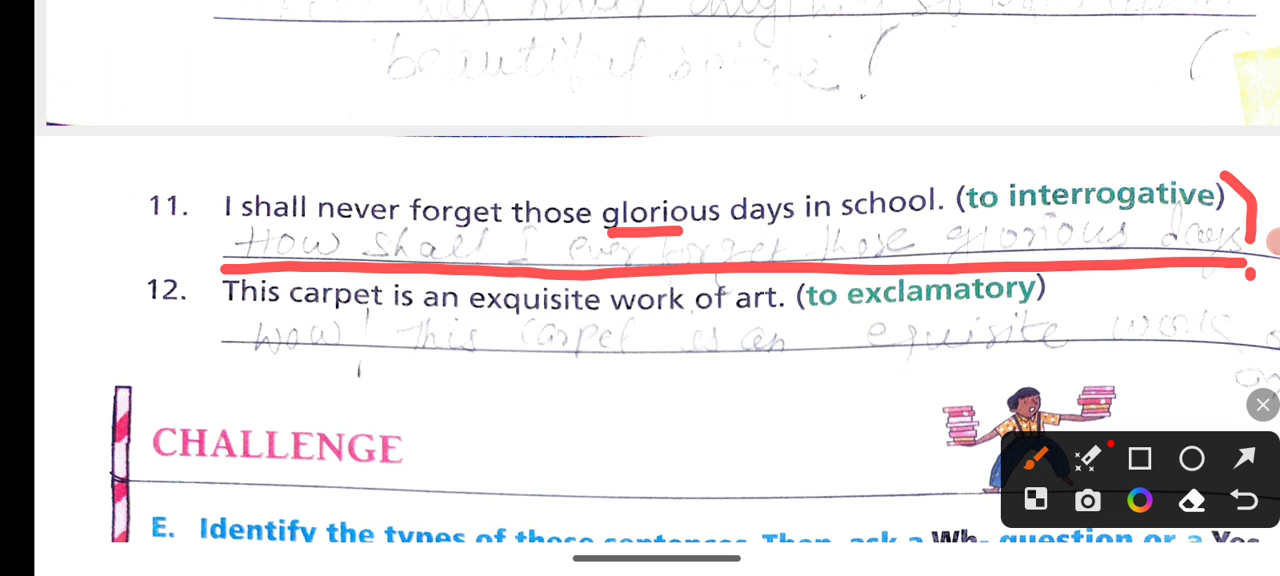 beautiful
11. I shall never forget those glorious days in school. (to interrogative)
How shall I ever forget those glorious days
12. This carpet is an exquisite work of art. (to exclamatory)
Wow! This carpet is an equisite work
CHALLENGE
E. Identify the types of these sentences. Then, ask a Wh- question or a Yes